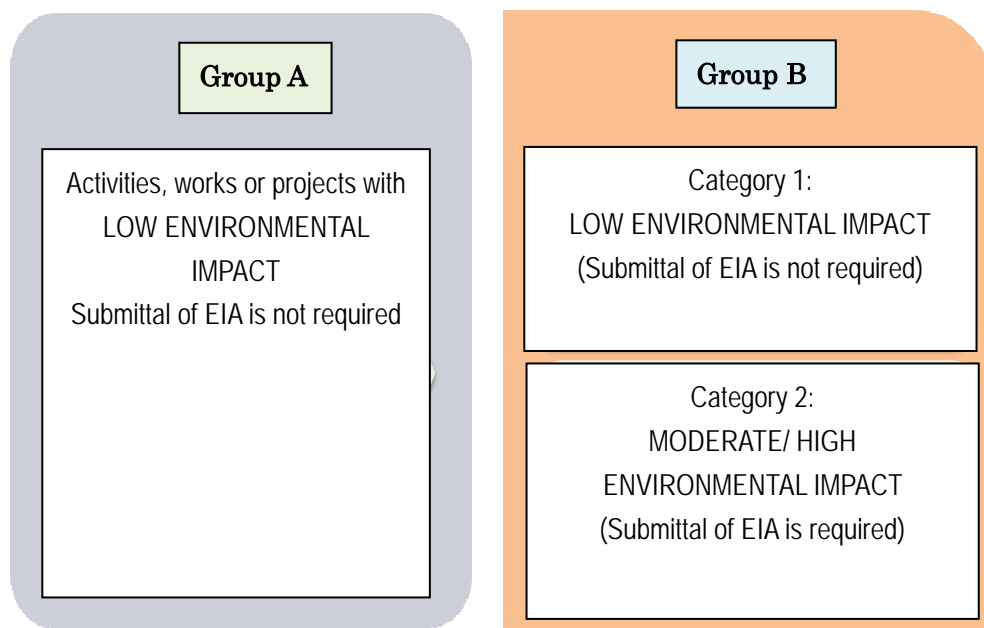 Group A
Activities, works or projects with
LOW ENVIRONMENTAL
IMPACT
Submittal of EIA is not required
Group B
Category 1:
LOW ENVIRONMENTAL IMPACT
(Submittal of EIA is not required)
Category 2:
MODERATE/ HIGH
ENVIRONMENTAL IMPACT
(Submittal of EIA is required)